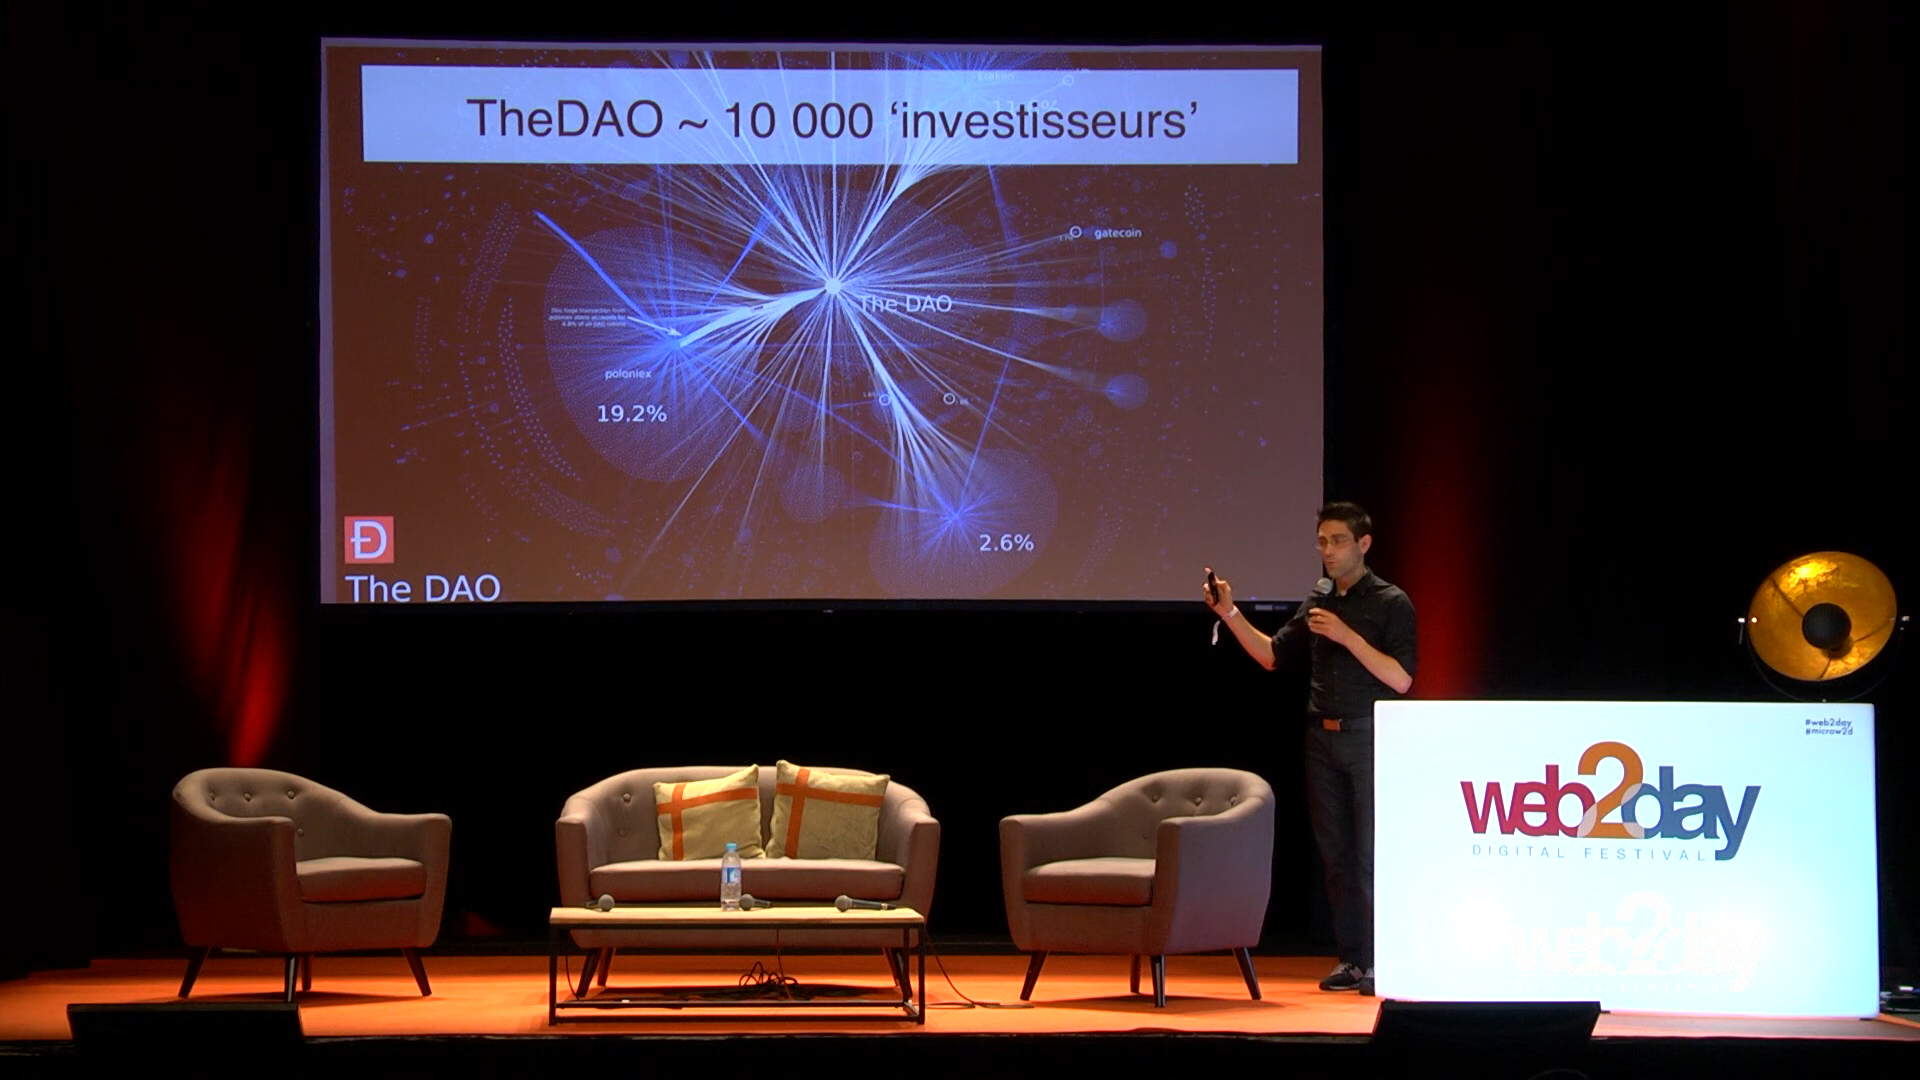 kraken
TheDAO ~ 10 000 ‘investisseurs’
gatecoin
The DAO
poloniex
19.2%
2.6%
Đ
The DAO
#web2day
#microw2d
web2day
DIGITAL FESTIVAL